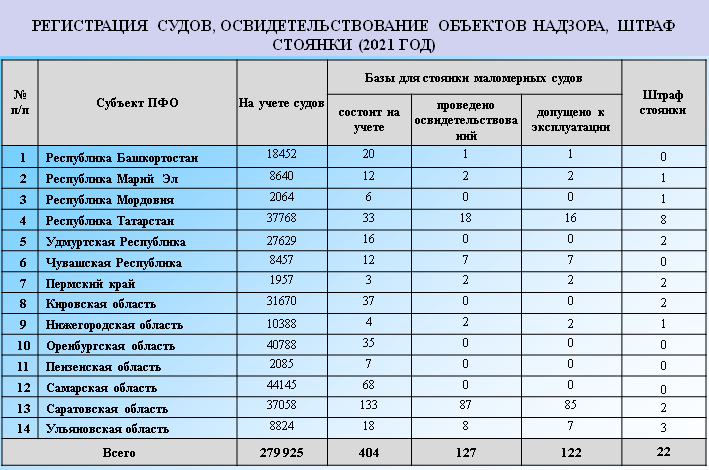 РЕГИСТРАЦИЯ СУДОВ, ОСВИДЕТЕЛЬСТВОВАНИЕ ОБЪЕКТОВ НАДЗОРА, ШТРАФ
СТОЯНКИ (2021 ГОД)
№ п/п Субъект ПФО На учете судов Базы для стоянки маломерных судов Штраф стоянки
состоит на учете проведено освидетельствова ний допущено к эксплуатации
1 Республика Башкортостан 18452 20 1 1 0
2 Республика Марий Эл 8640 12 2 2 1
3 Республика Мордовия 2064 6 0 0 1
4 Республика Татарстан 37768 33 18 16 8
5 Удмуртская Республика 27629 16 0 0 2
6 Чувашская Республика 8457 12 7 7 0
7 Пермский край 1957 3 2 2 2
8 Кировская область 31670 37 0 0 2
9 Нижегородская область 10388 4 2 2 1
10 Оренбургская область 40788 35 0 0 0
11 Пензенская область 2085 7 0 0 0
12 Самарская область 44145 68 0 0 0
13 Саратовская область 37058 133 87 85 2
14 Ульяновская область 8824 18 8 7 3
Всего 279 925 404 127 122 22